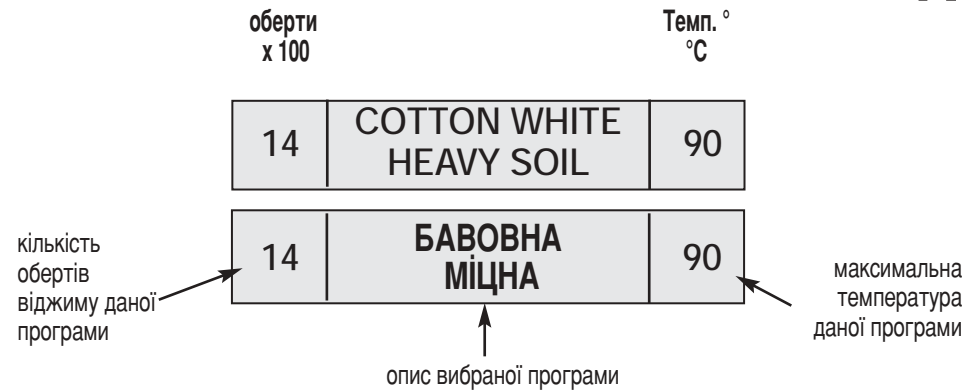 оберти
х 100
Темп. °
°C
14
COTTON WHITE
HEAVY SOIL
90
14
БАВОВНА
МІЦНА
90
кількість
обертів
віджиму даної
програми
максимальна
температура
даної програми
опис вибраної програми